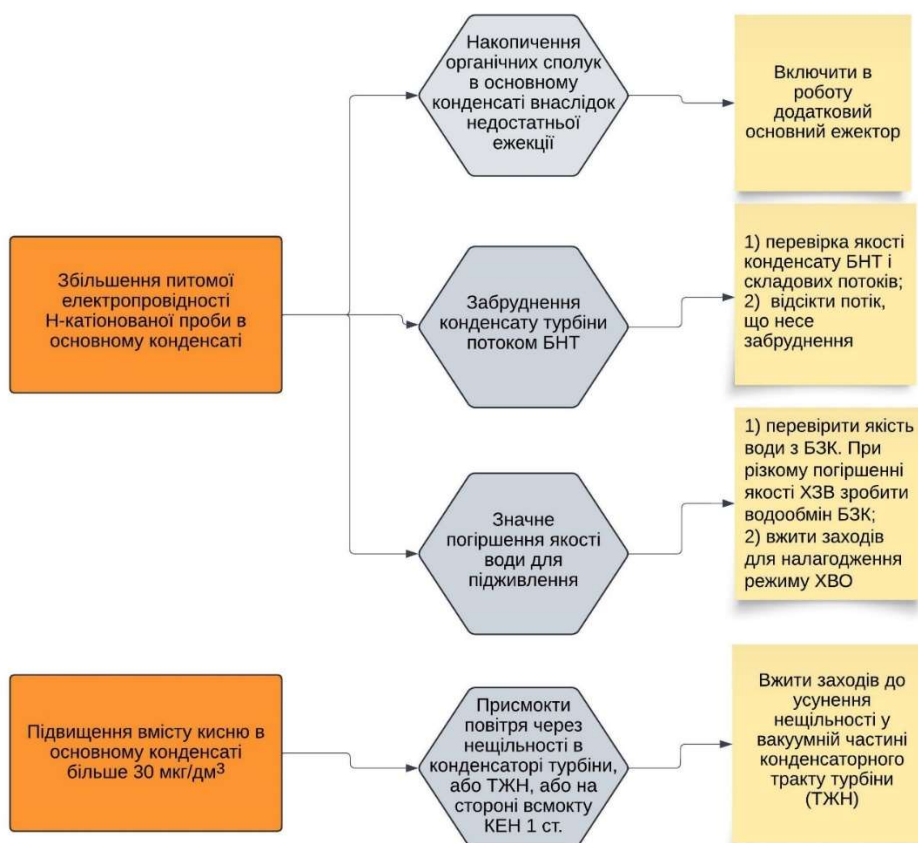 Накопичення
органічних сполук
в основному
конденсаті внаслідок
недостатньої
ежекції
Включити в
роботу
додатковий
основний ежектор
Збільшення питомої
електропровідності
Н-катіонованої проби в
основному конденсаті
Забруднення
конденсату турбіни
потоком БНТ
1) перевірка якості
конденсату БНТ і
складових потоків;
2) відсікти потік,
що несе
забруднення
Значне
погіршення якості
води для
підживлення
1) перевірити якість
води з БЗК. При
різкому погіршенні
якості ХЗВ зробити
водообмін БЗК;
2) вжити заходів
для налагодження
режиму ХВО
Підвищення вмісту кисню в
основному конденсаті
більше 30 мкг/дм³
Присмокти
повітря через
нещільності в
конденсаторі турбіни,
або ТЖН, або на
стороні всмокту
КЕН 1 ст.
Вжити заходів до
усунення
нещільності у
вакуумній частині
конденсаторного
тракту турбіни
(ТЖН)